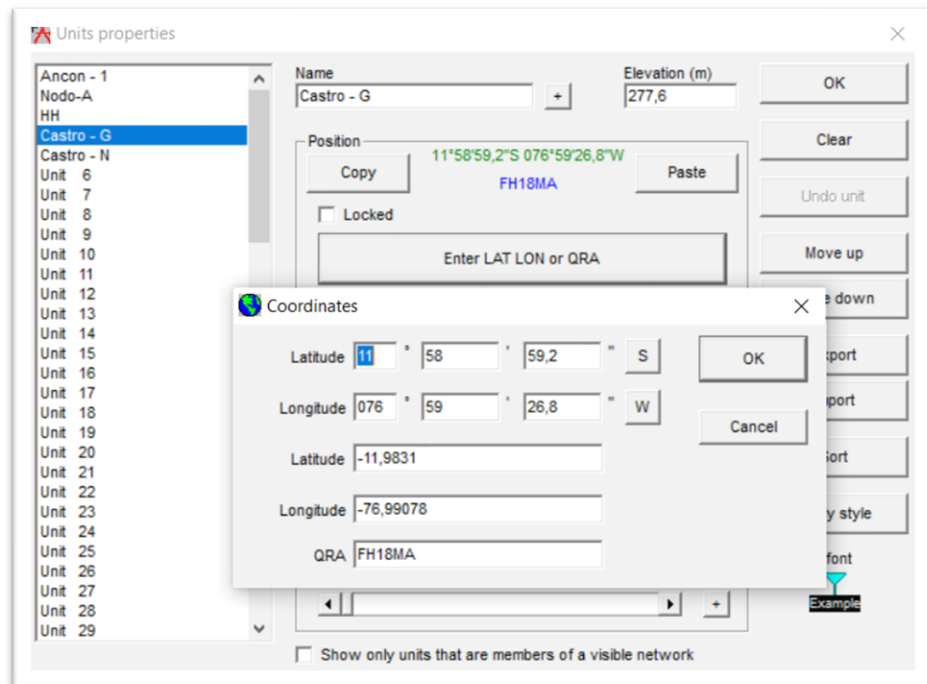 Units properties
Ancon - 1
Nodo-A
HH
Castro - G
Castro - N
Unit 6
Unit 7
Unit 8
Unit 9
Unit 10
Unit 11
Unit 12
Unit 13
Unit 14
Unit 15
Unit 16
Unit 17
Unit 18
Unit 19
Unit 20
Unit 21
Unit 22
Unit 23
Unit 24
Unit 25
Unit 26
Unit 27
Unit 28
Unit 29
Name
Castro - G
+
Elevation (m)
277,6
Position
Copy
11°58'59,2"S 076°59'26,8"W
FH18MA
Paste
Locked
Enter LAT LON or QRA
OK
Clear
Undo unit
Move up
down
port
port
ort
y style
font
Example
Coordinates
Latitude 11 ° 58 ' 59,2 " S
Longitude 076 ° 59 ' 26,8 " W
Latitude -11,9831
Longitude -76,99078
QRA FH18MA
OK
Cancel
+
Show only units that are members of a visible network